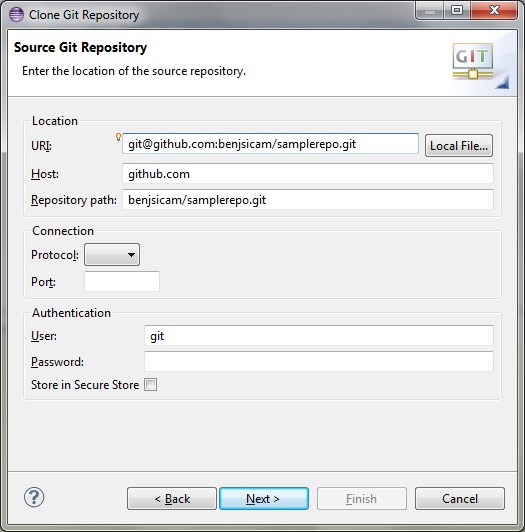 Clone Git Repository
Source Git Repository
Enter the location of the source repository.
GIT
Location
URI: git@github.com:benjsicam/samplerepo.git Local File...
Host: github.com
Repository path: benjsicam/samplerepo.git
Connection
Protocol:
Port:
Authentication
User: git
Password:
Store in Secure Store
? < Back Next > Finish Cancel